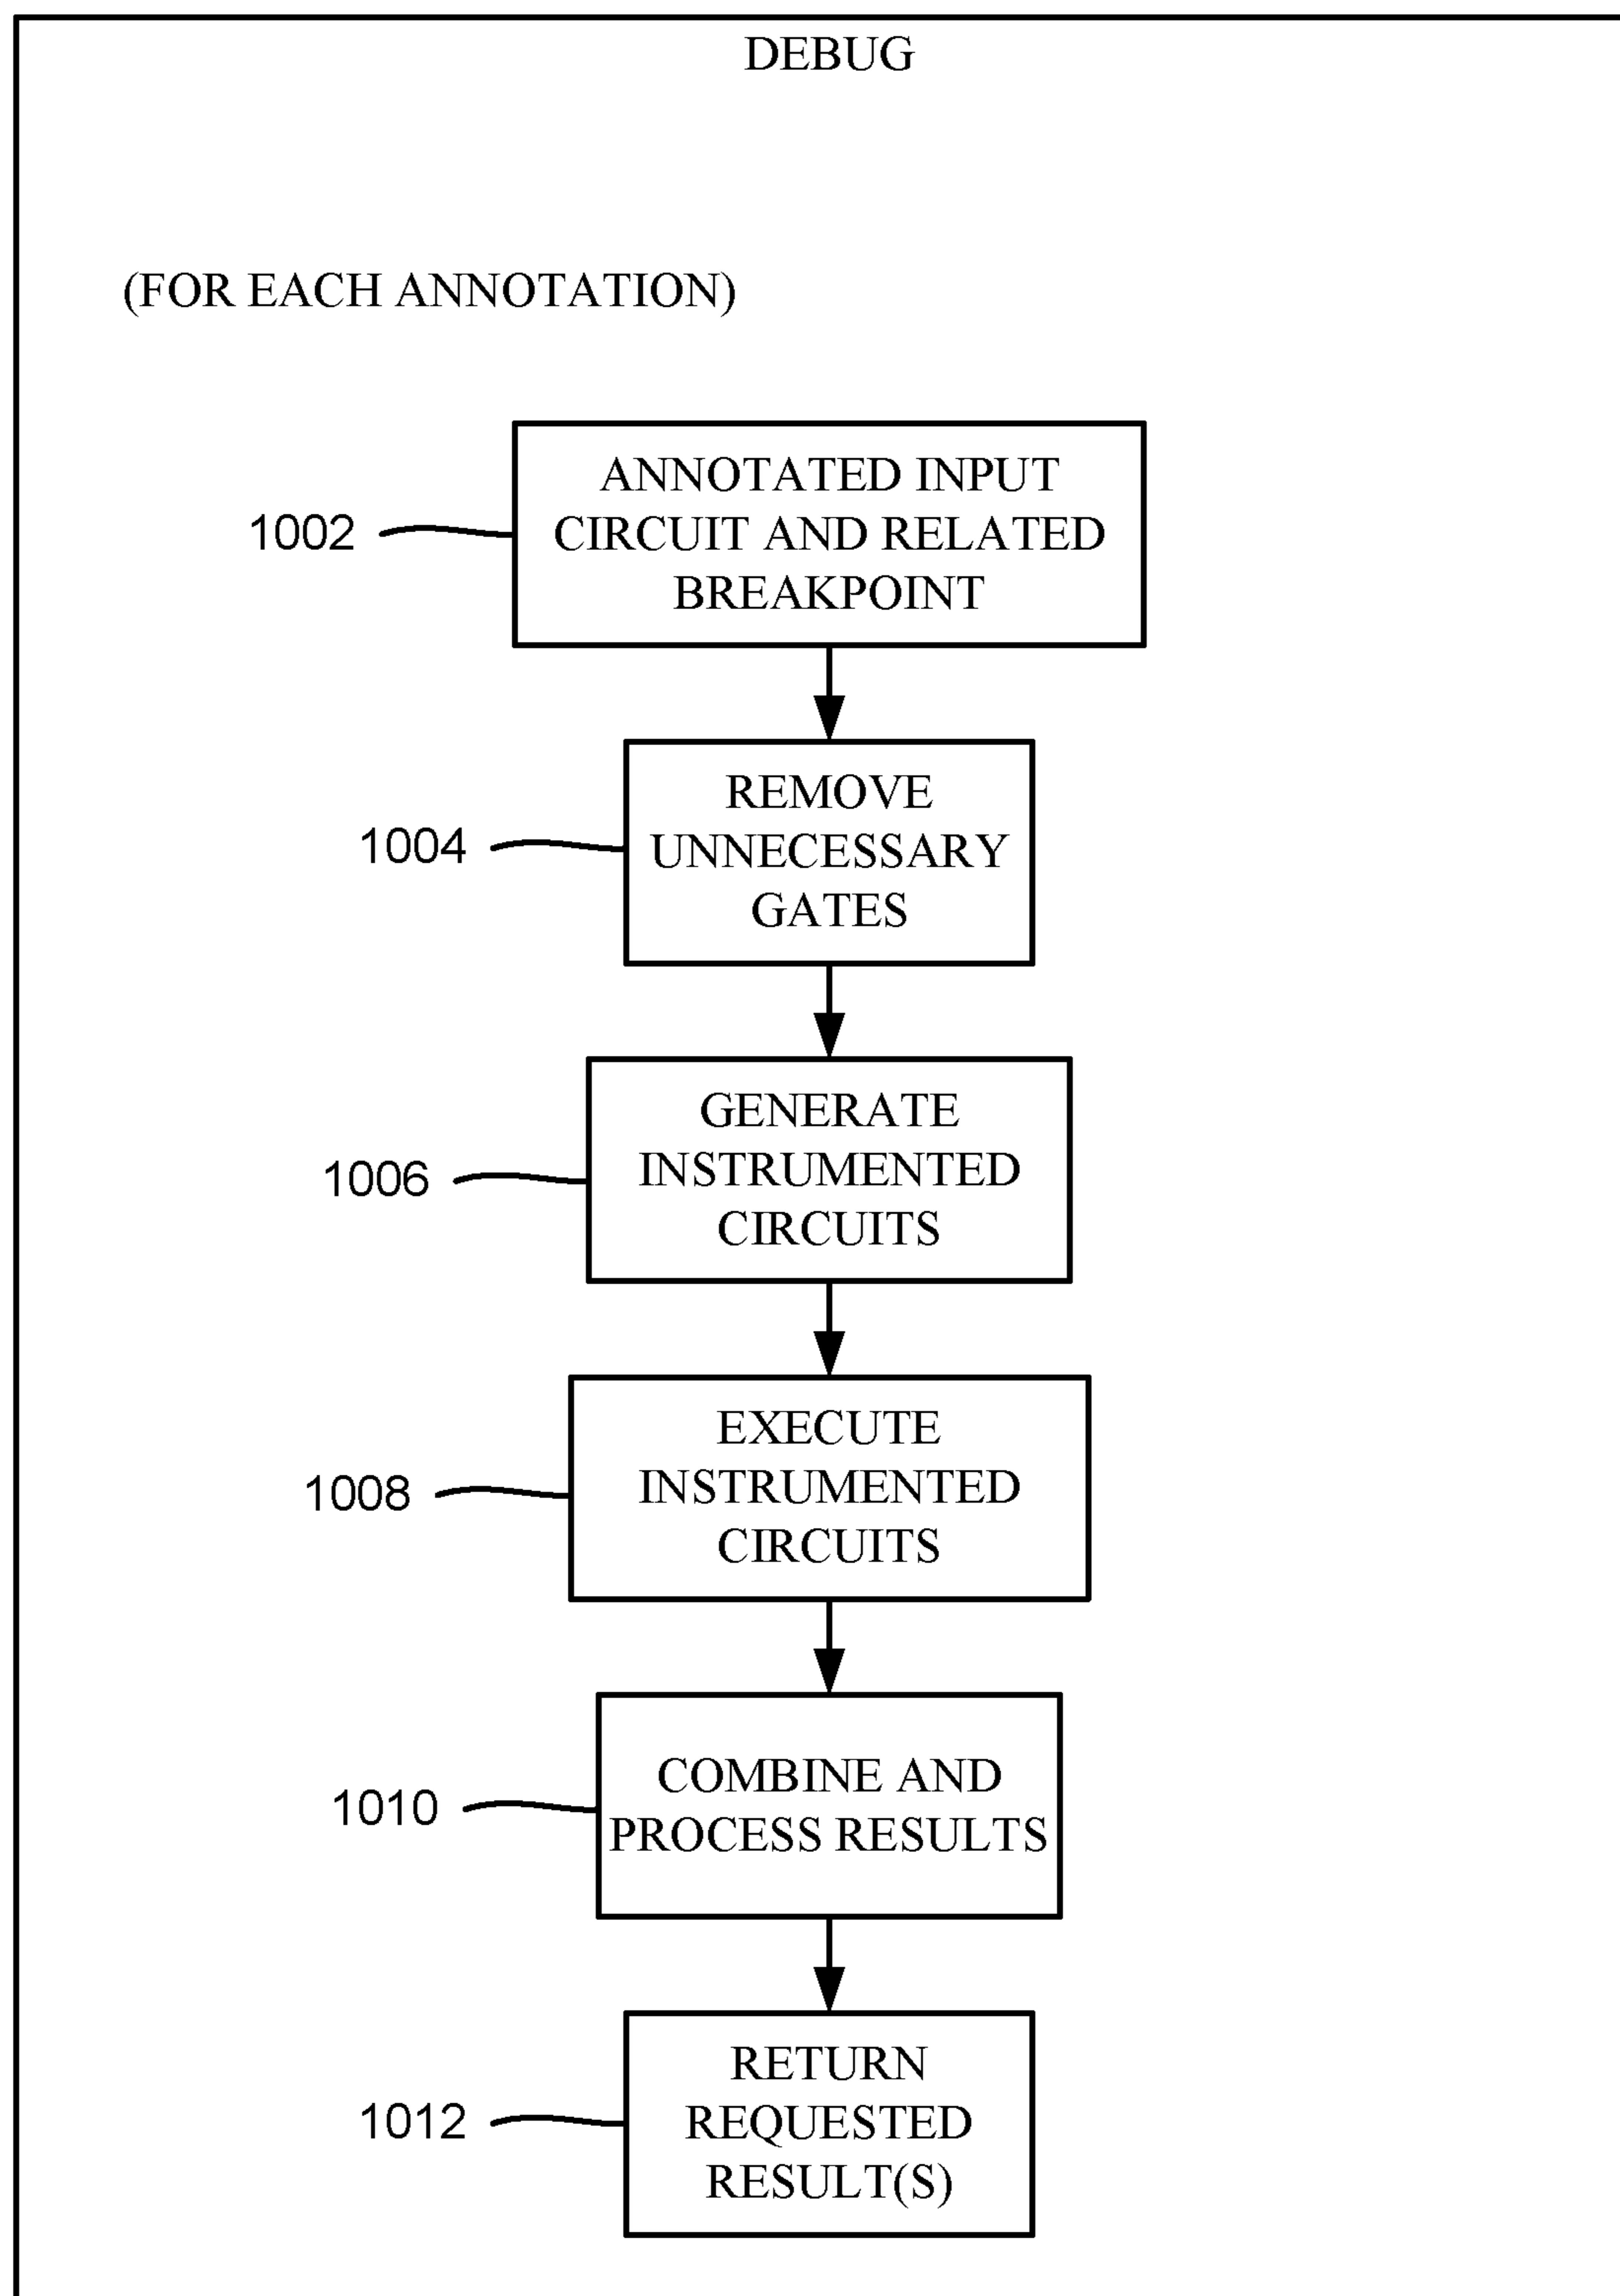 DEBUG
(FOR EACH ANNOTATION)
ANNOTATED INPUT
CIRCUIT AND RELATED
BREAKPOINT
1002
REMOVE
UNNECESSARY
GATES
1004
GENERATE
INSTRUMENTED
CIRCUITS
1006
EXECUTE
INSTRUMENTED
CIRCUITS
1008
COMBINE AND
PROCESS RESULTS
1010
RETURN
REQUESTED
RESULT(S)
1012